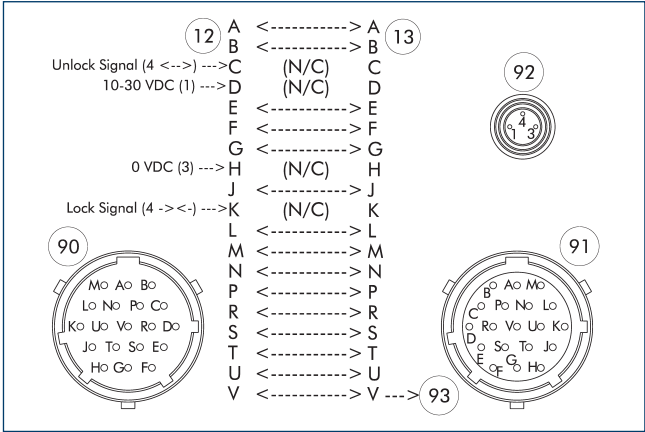 12 A <-----------> A 13
B <-----------> B
Unlock Signal (4 <-->) --->C (N/C) C
10-30 VDC (1) --->D (N/C) D
E <-----------> E
F <-----------> F
G <-----------> G
0 VDC (3) --->H (N/C) H
J <-----------> J
Lock Signal (4 -><-) --->K (N/C) K
L <-----------> L
M <-----------> M
N <-----------> N
P <-----------> P
R <-----------> R
S <-----------> S
T <-----------> T
U <-----------> U
V <-----------> V ---> 93
92
4
1 3
90
M A B
L N P C
K U V R D
J T S E
H G F
91
B A M
C P N L
D R V U K
E S T J
F G H